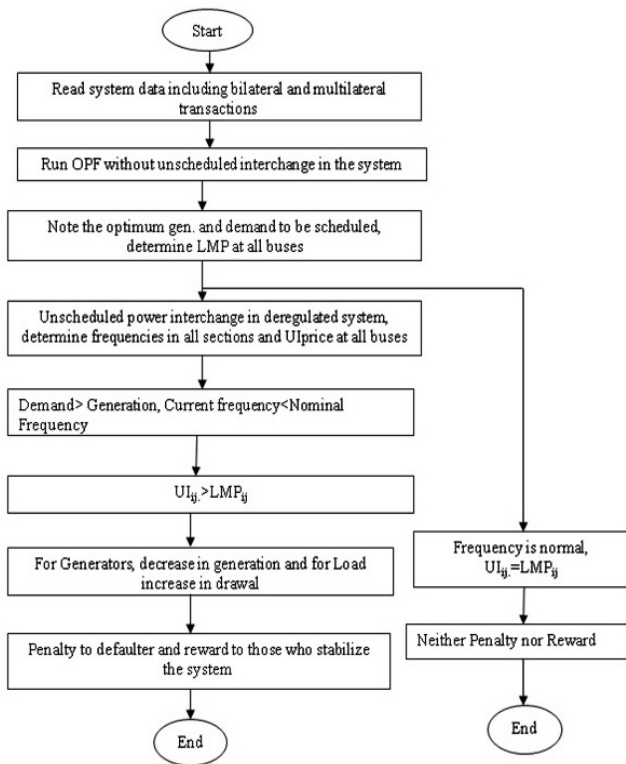 Start
Read system data including bilateral and multilateral
transactions
Run OPF without unscheduled interchange in the system
Note the optimum gen. and demand to be scheduled,
determine LMP at all buses
Unscheduled power interchange in deregulated system,
determine frequencies in all sections and UIprice at all buses
Demand> Generation, Current frequency<Nominal
Frequency
UIij.>LMPij
For Generators, decrease in generation and for Load
increase in drawal
Penalty to defaulter and reward to those who stabilize
the system
End
Frequency is normal,
UIij.=LMPij
Neither Penalty nor Reward
End